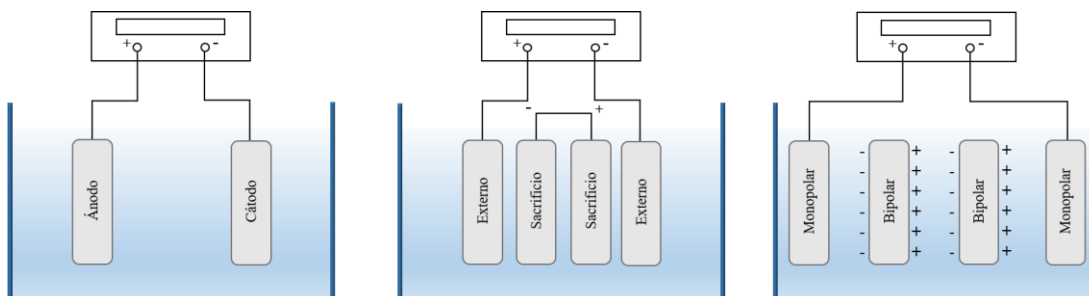 + -
Ánodo
Cátodo
+ -
- +
Externo
Sacrificio
Sacrificio
Externo
+ -
Monopolar
- - - - - -
Bipolar
+ + + + + +
- - - - - -
Bipolar
+ + + + + +
Monopolar